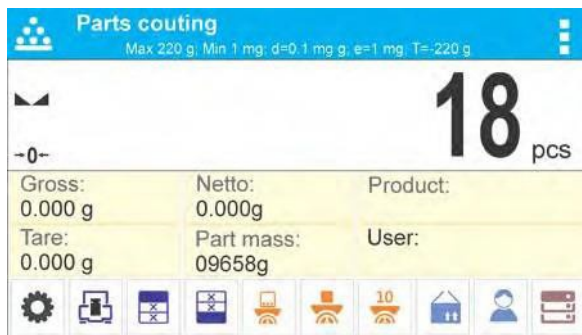 Parts couting
Max 220 g; Min 1 mg; d=0.1 mg g; e=1 mg T=-220 g
18 pcs
→0←
Gross: Netto: Product:
0.000 g 0.000g
Tare: Part mass: User:
0.000 g 09658g
10